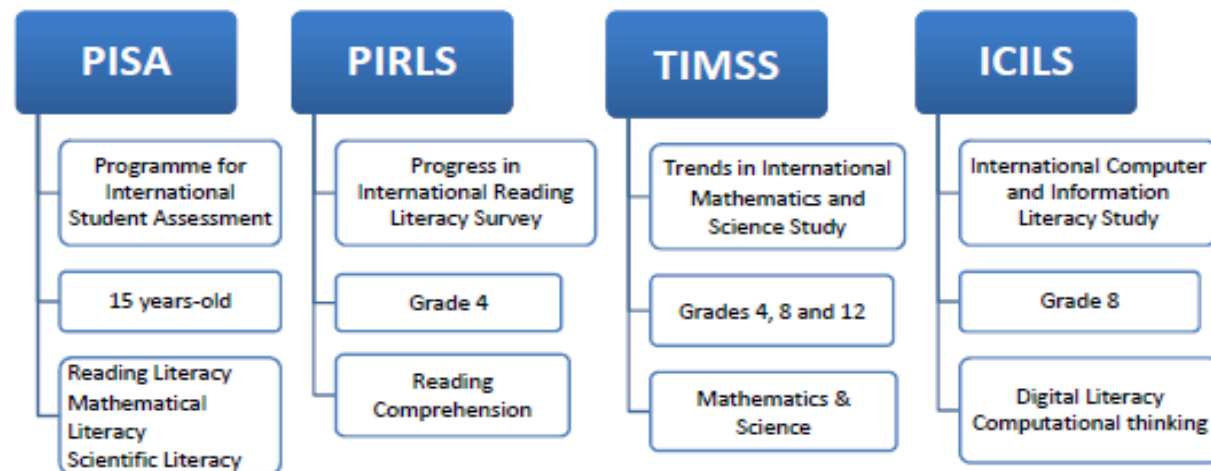 PISA
Programme for
International
Student Assessment
15 years-old
Reading Literacy
Mathematical
Literacy
Scientific Literacy
PIRLS
Progress in
International Reading
Literacy Survey
Grade 4
Reading
Comprehension
TIMSS
Trends in International
Mathematics and
Science Study
Grades 4, 8 and 12
Mathematics &
Science
ICILS
International Computer
and Information
Literacy Study
Grade 8
Digital Literacy
Computational thinking